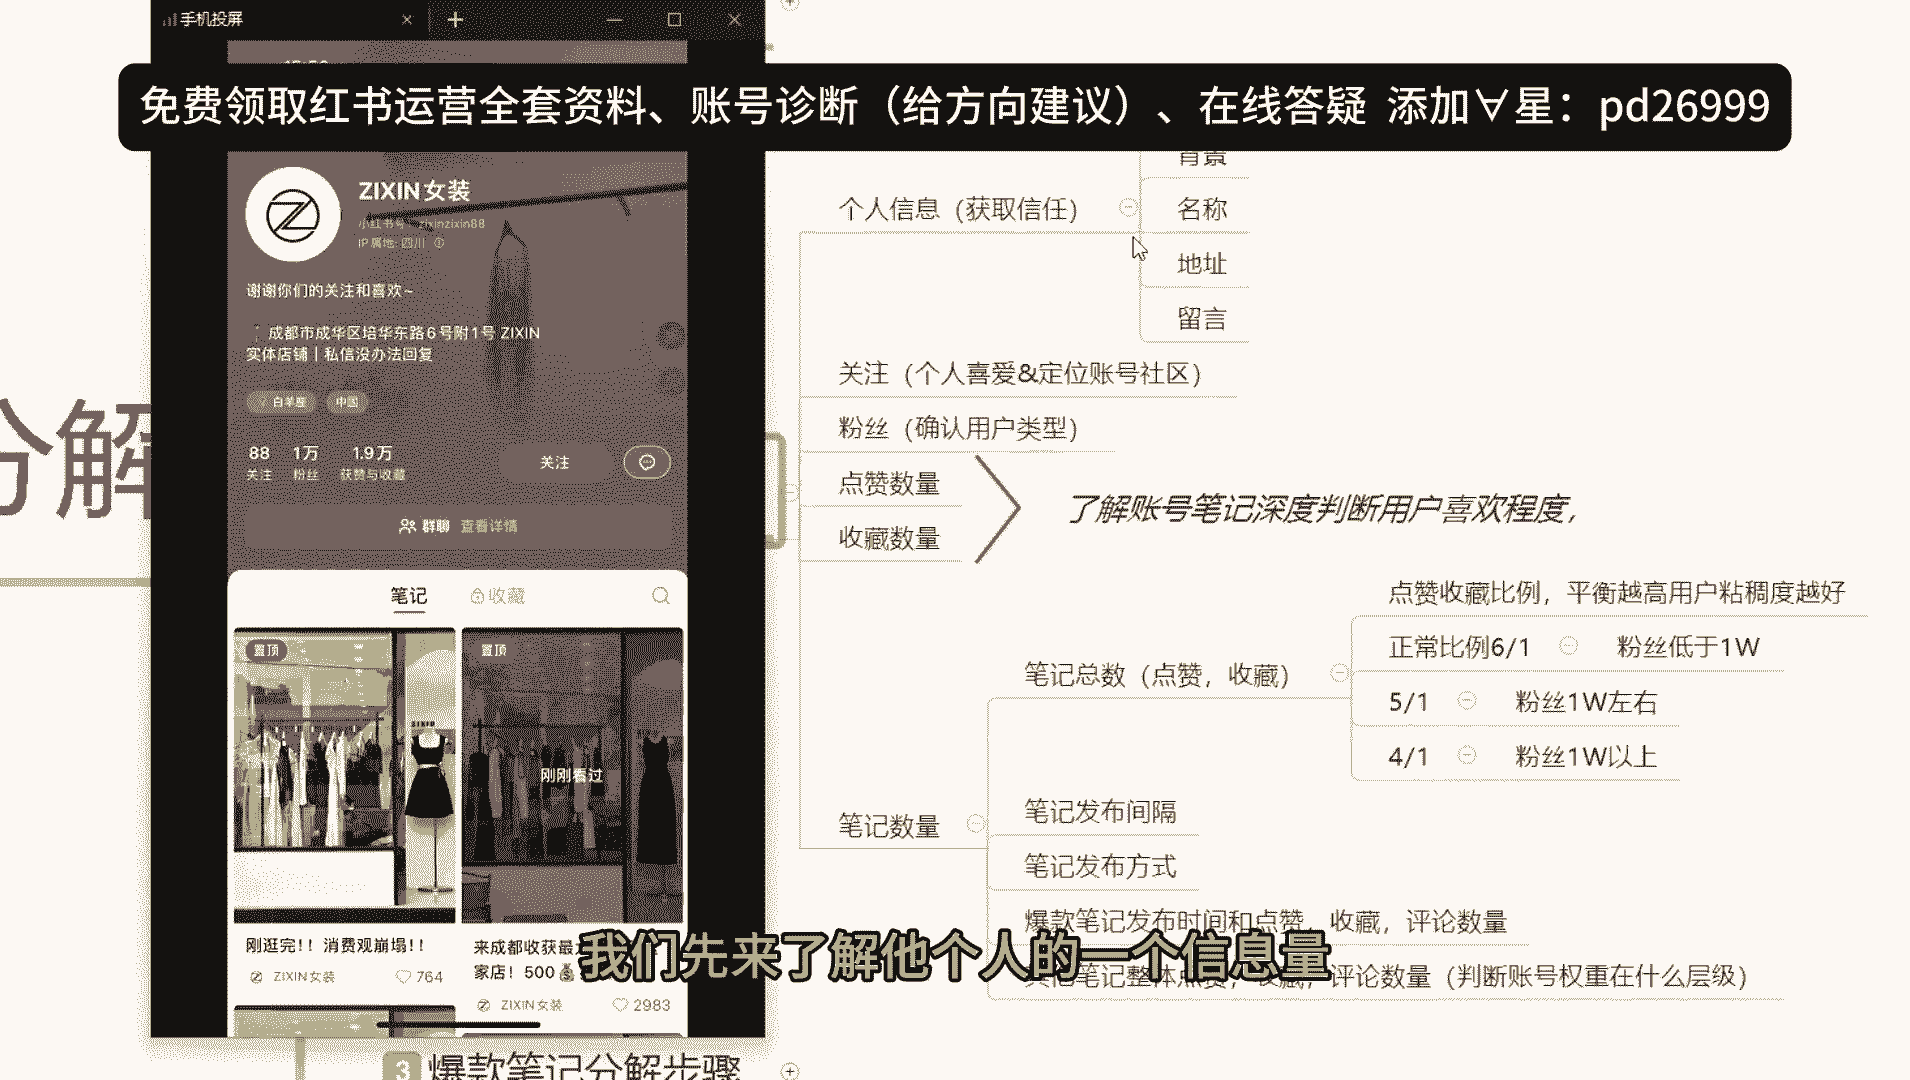 手机投屏
免费领取红书运营全套资料、账号诊断（给方向建议）、在线答疑 添加∀星：pd26999
ZIXIN女装
小红书号：zixinzixin88
IP属地：四川
谢谢你们的关注和喜欢~
成都市成华区培华东路6号附1号 ZIXIN
实体店铺｜私信没办法回复
白羊座 中国
88 1万 1.9万
关注 粉丝 获赞与收藏
关注
群聊 查看详情
笔记 收藏
置顶
置顶
ZIXIN
刚刚看过
刚逛完！！消费观崩塌！！
ZIXIN女装 764
来成都收获最
家店！500
ZIXIN女装 2983
分解
背景
个人信息（获取信任）
名称
地址
留言
关注（个人喜爱&定位账号社区）
粉丝（确认用户类型）
点赞数量
收藏数量
了解账号笔记深度判断用户喜欢程度，
点赞收藏比例，平衡越高用户粘稠度越好
正常比例6/1 粉丝低于1W
笔记总数（点赞，收藏）
5/1 粉丝1W左右
4/1 粉丝1W以上
笔记数量
笔记发布间隔
笔记发布方式
爆款笔记发布时间和点赞，收藏，评论数量
其他笔记整体点赞，收藏，评论数量（判断账号权重在什么层级）
我们先来了解他个人的一个信息量
3 爆款笔记分解步骤